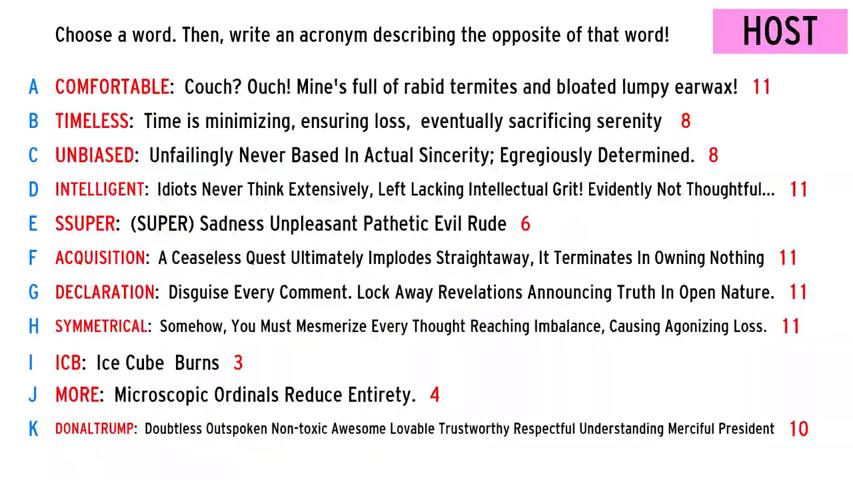 Choose a word. Then, write an acronym describing the opposite of that word!
HOST
A COMFORTABLE: Couch? Ouch! Mine's full of rabid termites and bloated lumpy earwax! 11
B TIMELESS: Time is minimizing, ensuring loss, eventually sacrificing serenity 8
C UNBIASED: Unfailingly Never Based In Actual Sincerity; Egregiously Determined. 8
D INTELLIGENT: Idiots Never Think Extensively, Left Lacking Intellectual Grit! Evidently Not Thoughtful... 11
E SSUPER: (SUPER) Sadness Unpleasant Pathetic Evil Rude 6
F ACQUISITION: A Ceaseless Quest Ultimately Implodes Straightaway, It Terminates In Owning Nothing 11
G DECLARATION: Disguise Every Comment. Lock Away Revelations Announcing Truth In Open Nature. 11
H SYMMETRICAL: Somehow, You Must Mesmerize Every Thought Reaching Imbalance, Causing Agonizing Loss. 11
I ICB: Ice Cube Burns 3
J MORE: Microscopic Ordinals Reduce Entirety. 4
K DONALTRUMP: Doubtless Outspoken Non-toxic Awesome Lovable Trustworthy Respectful Understanding Merciful President 10